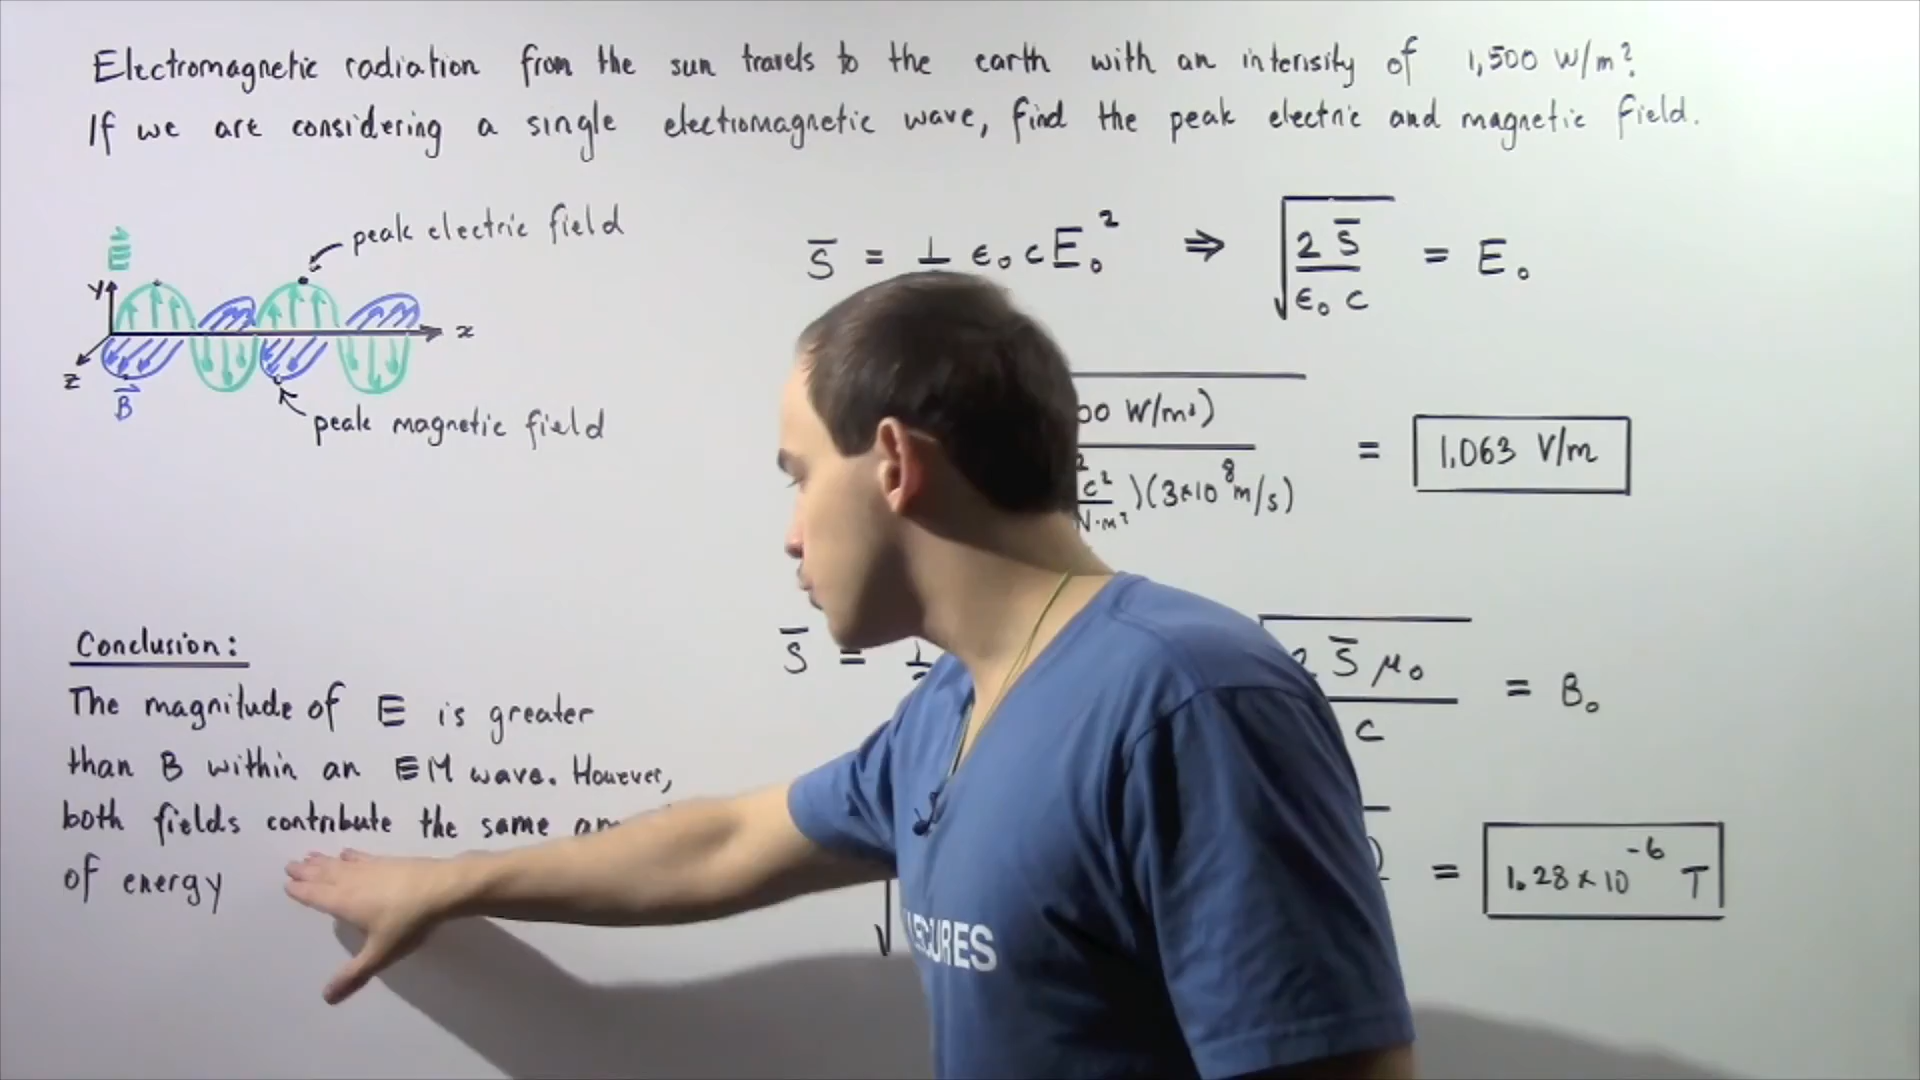 Electromagnetic radiation from the sun travels to the earth with an intensity of 1,500 W/m².
If we are considering a single electromagnetic wave, find the peak electric and magnetic field.
peak electric field
E
y
x
z
B
peak magnetic field
S̅ = 1 ϵ₀ c E₀² ⇒ √(2 S̅ / ϵ₀ c) = E₀
00 W/m²)
c² / N·m² )(3×10⁸ m/s)
= 1,063 V/m
S̅ = 1/2
2 S̅ μ₀ / c = B₀
= 1.28×10⁻⁶ T
Conclusion:
The magnitude of E is greater
than B within an EM wave. However,
both fields contribute the same
of energy
LECTURES